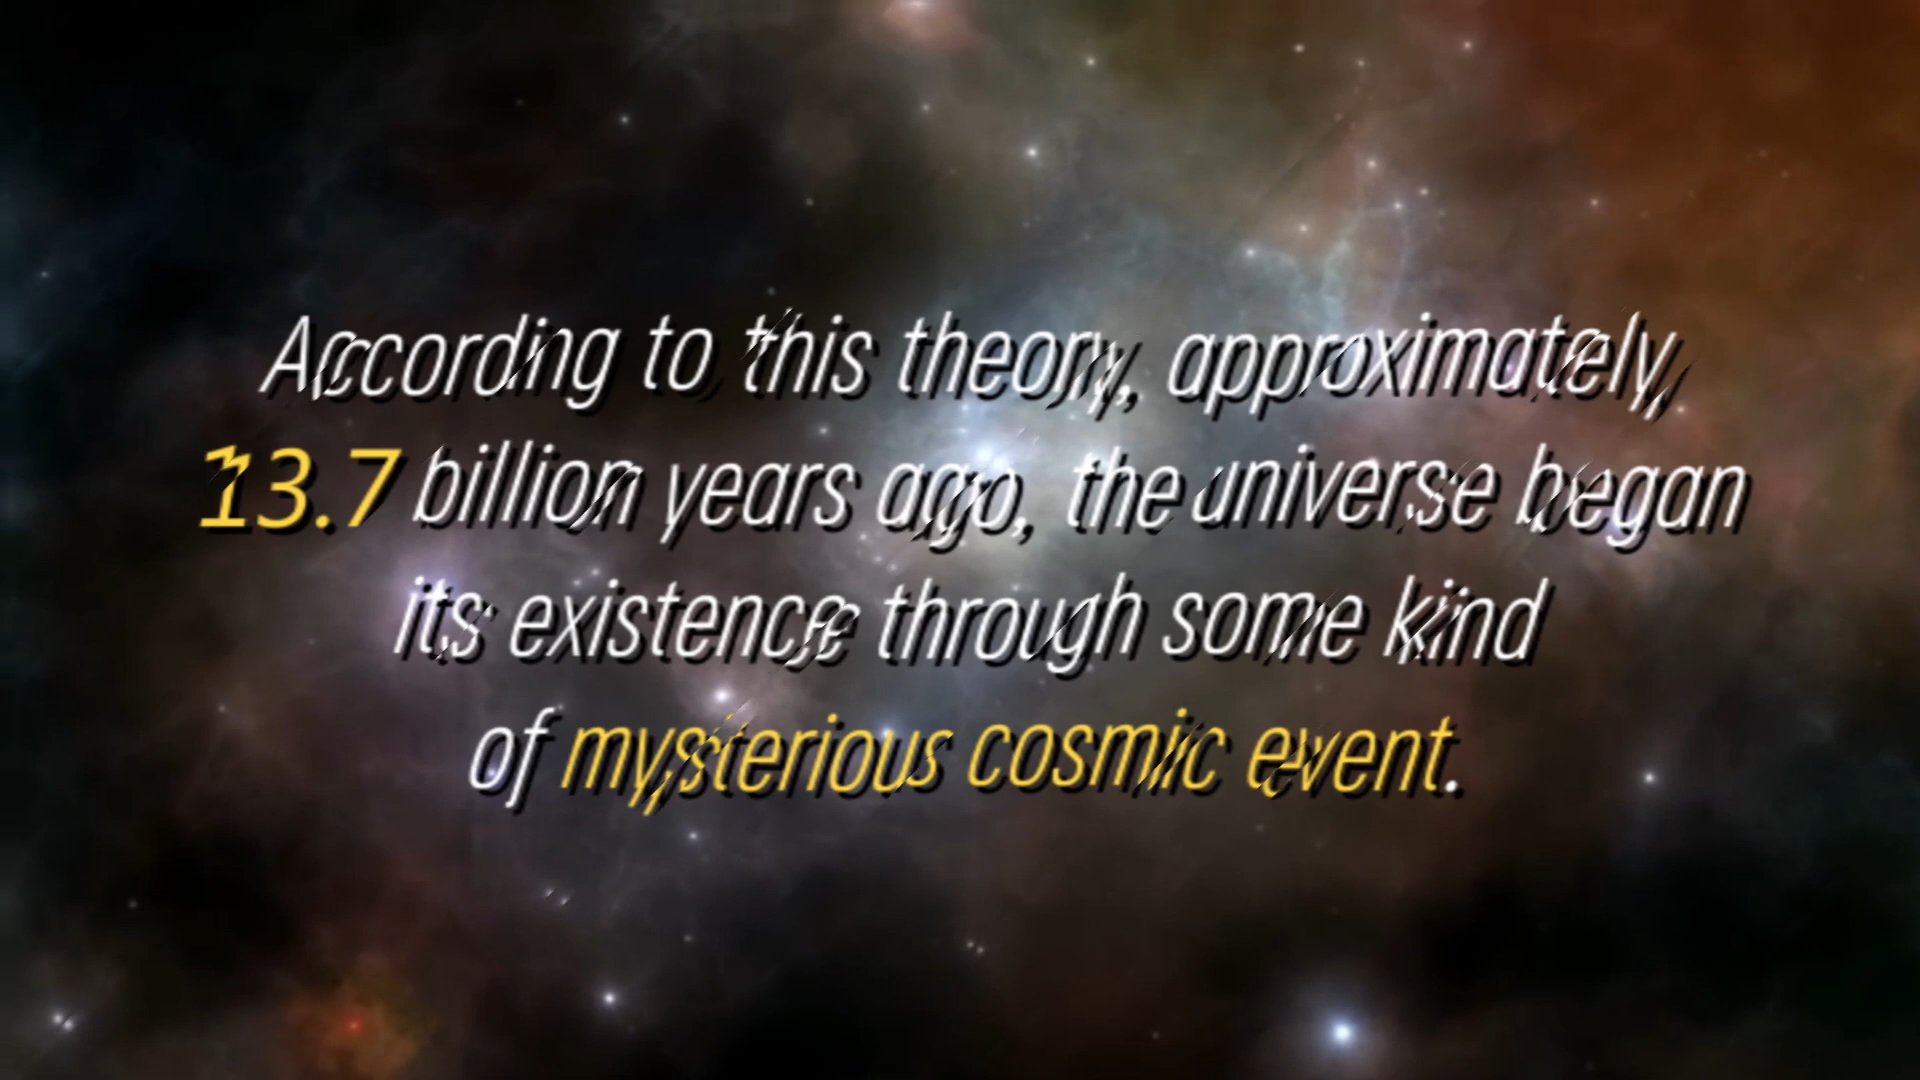 According to this theory, approximately,
13.7 billion years ago, the universe began
its existence through some kind
of mysterious cosmic event.